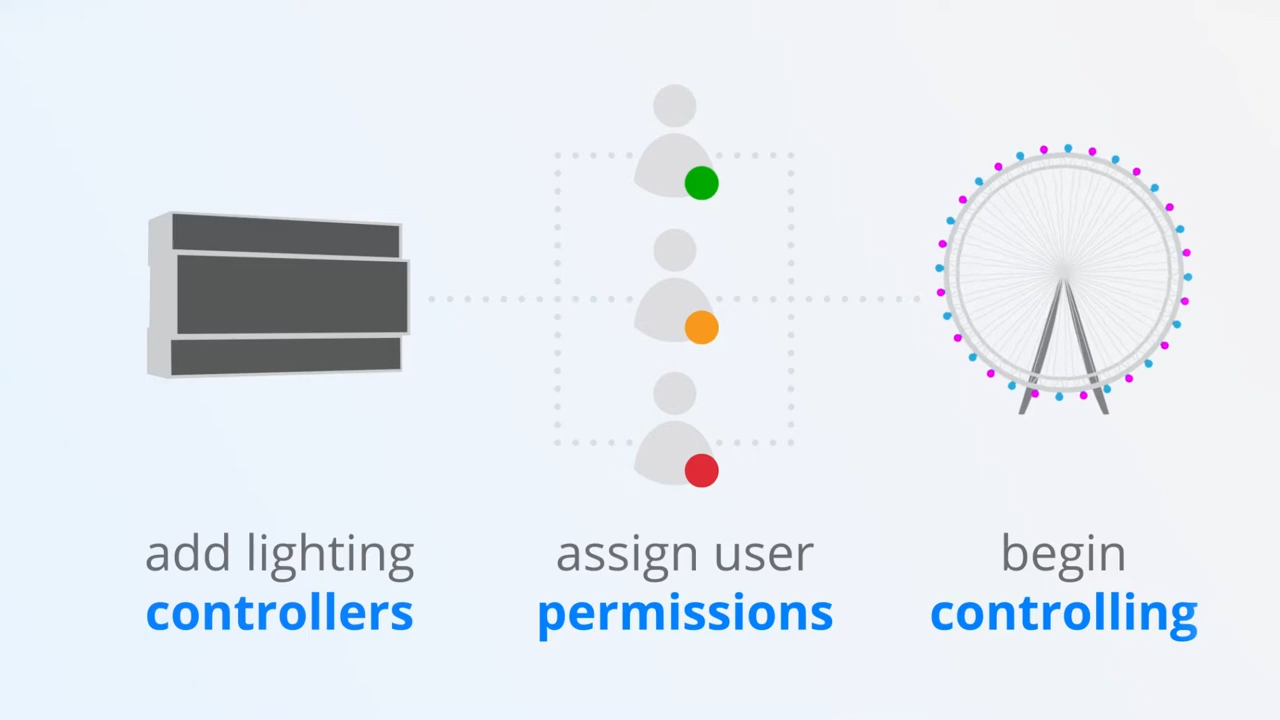 add lighting
controllers
assign user
permissions
begin
controlling